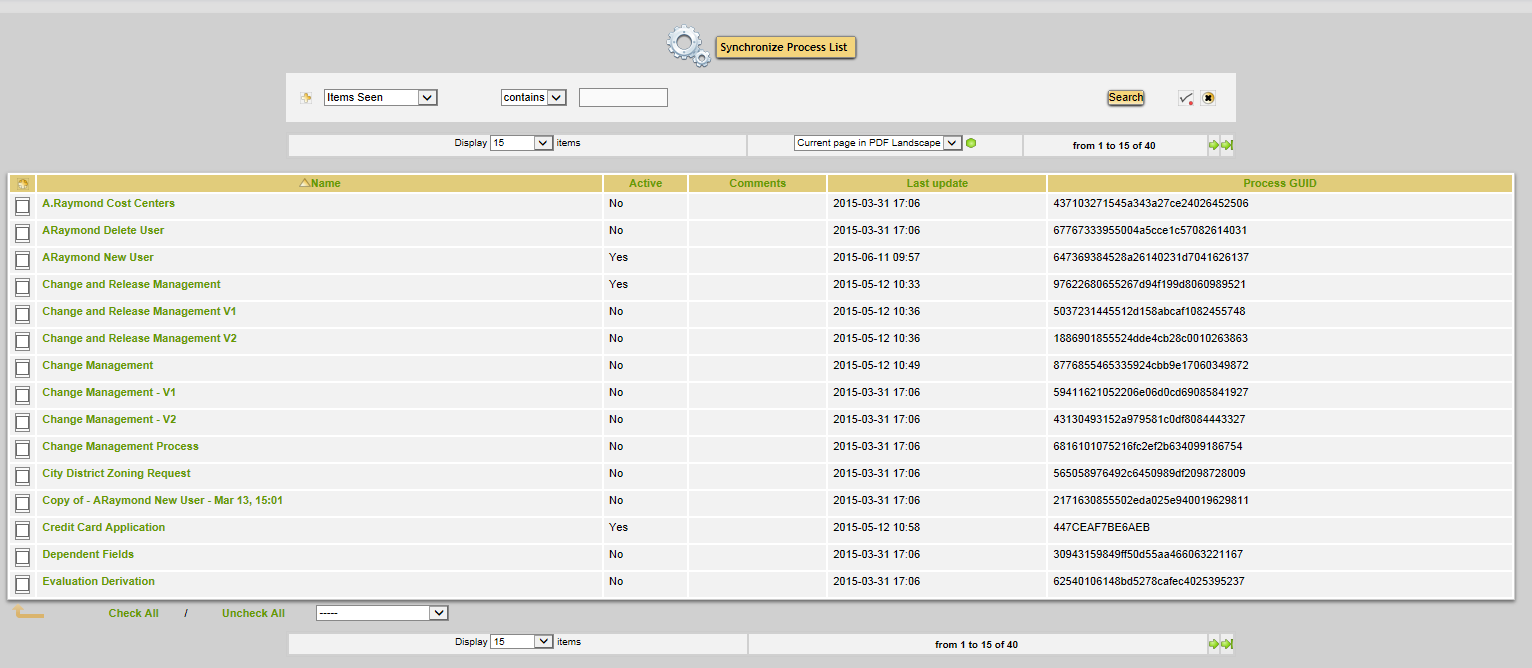 Synchronize Process List
Items Seen contains Search
Display 15 items Current page in PDF Landscape from 1 to 15 of 40
Name Active Comments Last update Process GUID
A.Raymond Cost Centers No 2015-03-31 17:06 437103271545a343a27ce24026452506
ARaymond Delete User No 2015-03-31 17:06 67767333955004a5cce1c57082614031
ARaymond New User Yes 2015-06-11 09:57 647369384528a26140231d7041626137
Change and Release Management Yes 2015-05-12 10:33 97622680655267d94f199d8060989521
Change and Release Management V1 No 2015-05-12 10:36 5037231445512d158abcaf1082455748
Change and Release Management V2 No 2015-05-12 10:36 1886901855524dde4cb28c0010263863
Change Management No 2015-05-12 10:49 8776855465335924cbb9e17060349872
Change Management - V1 No 2015-03-31 17:06 59411621052206e06d0cd69085841927
Change Management - V2 No 2015-03-31 17:06 43130493152a979581c0df8084443327
Change Management Process No 2015-03-31 17:06 6816101075216fc2ef2b634099186754
City District Zoning Request No 2015-03-31 17:06 565058976492c6450989df2098728009
Copy of - ARaymond New User - Mar 13, 15:01 No 2015-03-31 17:06 2171630855502eda025e940019629811
Credit Card Application Yes 2015-05-12 10:58 447CEAF7BE6AEB
Dependent Fields No 2015-03-31 17:06 30943159849ff50d55aa466063221167
Evaluation Derivation No 2015-03-31 17:06 62540106148bd5278cafec4025395237
Check All / Uncheck All -----
Display 15 items from 1 to 15 of 40